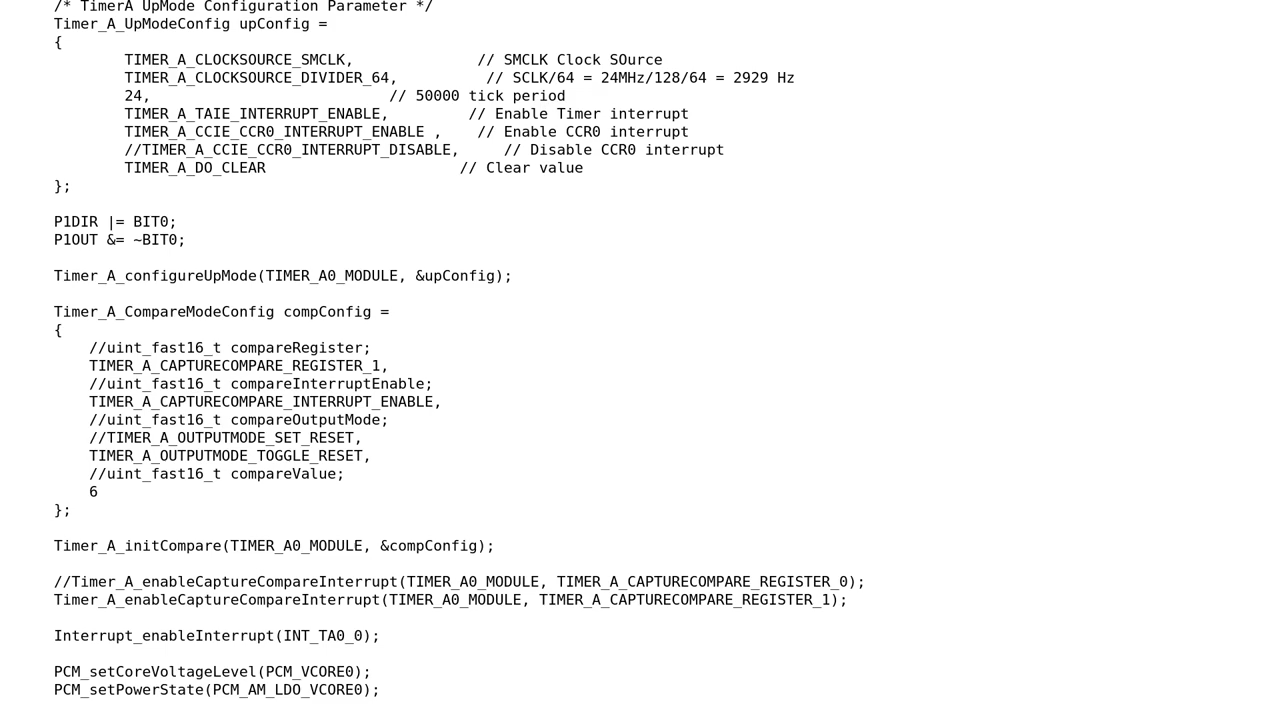 /* TimerA UpMode Configuration Parameter */
Timer_A_UpModeConfig upConfig =
{
        TIMER_A_CLOCKSOURCE_SMCLK,              // SMCLK Clock SOurce
        TIMER_A_CLOCKSOURCE_DIVIDER_64,          // SCLK/64 = 24MHz/128/64 = 2929 Hz
        24,                           // 50000 tick period
        TIMER_A_TAIE_INTERRUPT_ENABLE,         // Enable Timer interrupt
        TIMER_A_CCIE_CCR0_INTERRUPT_ENABLE ,    // Enable CCR0 interrupt
        //TIMER_A_CCIE_CCR0_INTERRUPT_DISABLE,     // Disable CCR0 interrupt
        TIMER_A_DO_CLEAR                      // Clear value
};

P1DIR |= BIT0;
P1OUT &= ~BIT0;

Timer_A_configureUpMode(TIMER_A0_MODULE, &upConfig);

Timer_A_CompareModeConfig compConfig =
{
    //uint_fast16_t compareRegister;
    TIMER_A_CAPTURECOMPARE_REGISTER_1,
    //uint_fast16_t compareInterruptEnable;
    TIMER_A_CAPTURECOMPARE_INTERRUPT_ENABLE,
    //uint_fast16_t compareOutputMode;
    //TIMER_A_OUTPUTMODE_SET_RESET,
    TIMER_A_OUTPUTMODE_TOGGLE_RESET,
    //uint_fast16_t compareValue;
    6
};

Timer_A_initCompare(TIMER_A0_MODULE, &compConfig);

//Timer_A_enableCaptureCompareInterrupt(TIMER_A0_MODULE, TIMER_A_CAPTURECOMPARE_REGISTER_0);
Timer_A_enableCaptureCompareInterrupt(TIMER_A0_MODULE, TIMER_A_CAPTURECOMPARE_REGISTER_1);

Interrupt_enableInterrupt(INT_TA0_0);

PCM_setCoreVoltageLevel(PCM_VCORE0);
PCM_setPowerState(PCM_AM_LDO_VCORE0);